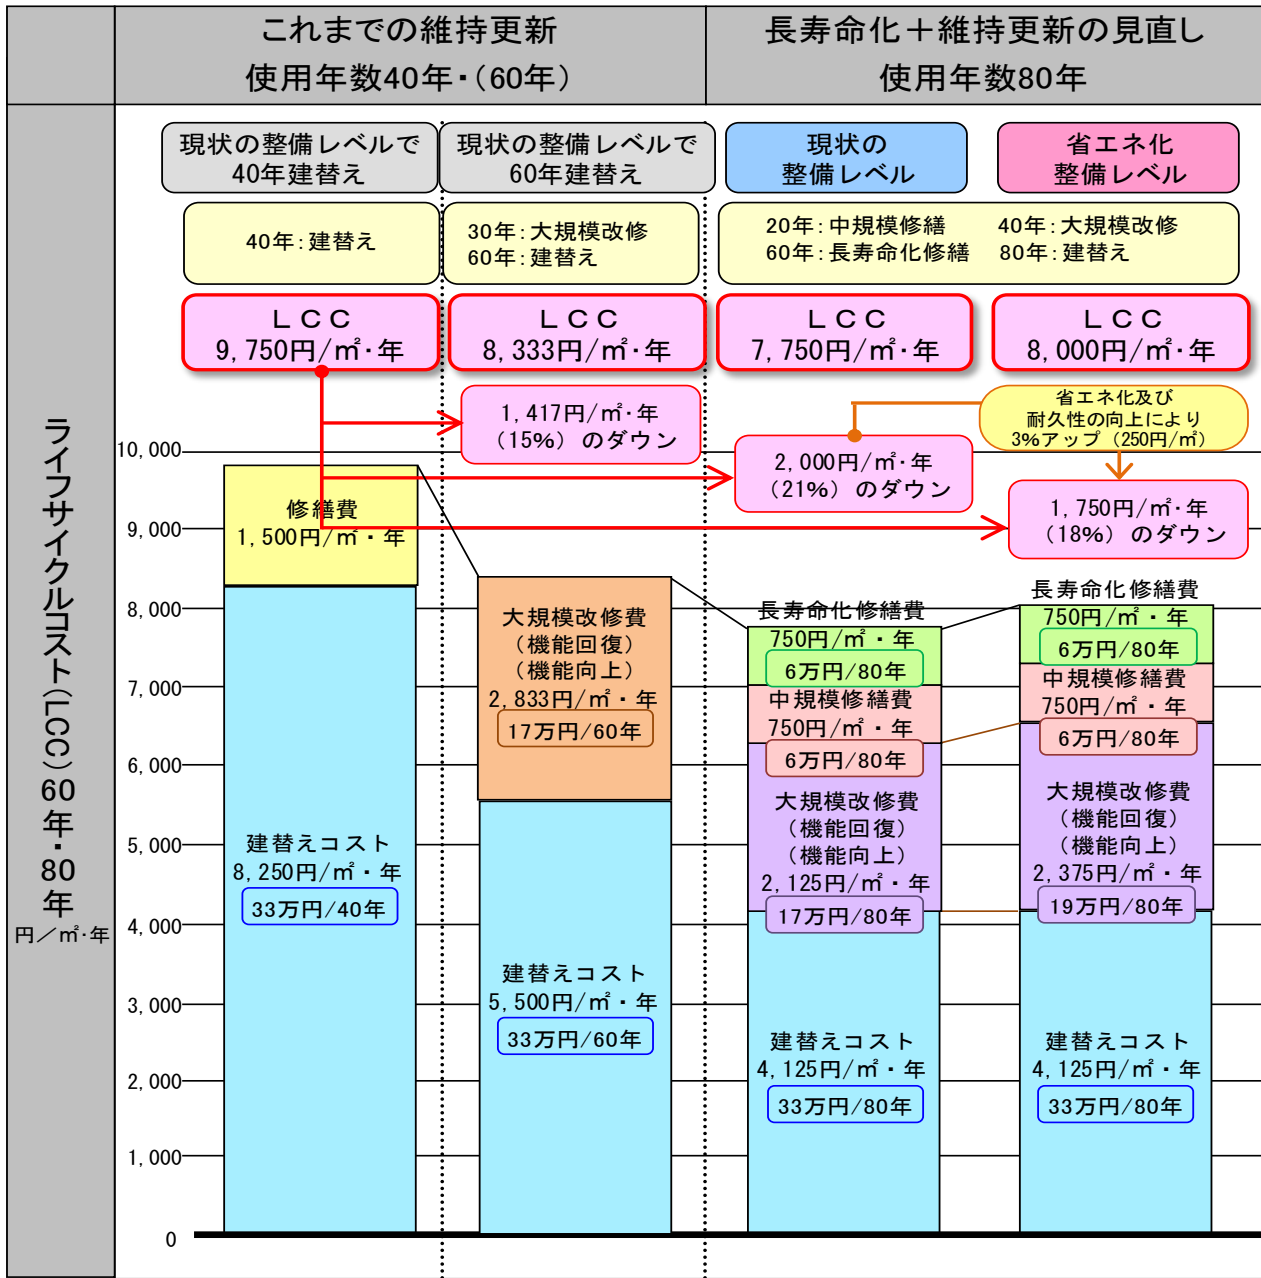 これまでの維持更新
使用年数40年・(60年)
長寿命化＋維持更新の見直し
使用年数80年
現状の整備レベルで
40年建替え
現状の整備レベルで
60年建替え
現状の
整備レベル
省エネ化
整備レベル
40年：建替え
30年：大規模改修
60年：建替え
20年：中規模修繕 40年：大規模改修
60年：長寿命化修繕 80年：建替え
ＬＣＣ
9,750円/㎡・年
ＬＣＣ
8,333円/㎡・年
ＬＣＣ
7,750円/㎡・年
ＬＣＣ
8,000円/㎡・年
1,417円/㎡・年
(15%) のダウン
省エネ化及び
耐久性の向上により
3%アップ (250円/㎡)
2,000円/㎡・年
(21%) のダウン
1,750円/㎡・年
(18%) のダウン
ライフサイクルコスト(LCC)60年・80年
円／㎡・年
10,000
9,000
8,000
7,000
6,000
5,000
4,000
3,000
2,000
1,000
0
修繕費
1,500円/㎡・年
建替えコスト
8,250円/㎡・年
33万円/40年
大規模改修費
(機能回復)
(機能向上)
2,833円/㎡・年
17万円/60年
建替えコスト
5,500円/㎡・年
33万円/60年
長寿命化修繕費
750円/㎡・年
6万円/80年
中規模修繕費
750円/㎡・年
6万円/80年
大規模改修費
(機能回復)
(機能向上)
2,125円/㎡・年
17万円/80年
建替えコスト
4,125円/㎡・年
33万円/80年
長寿命化修繕費
750円/㎡・年
6万円/80年
中規模修繕費
750円/㎡・年
6万円/80年
大規模改修費
(機能回復)
(機能向上)
2,375円/㎡・年
19万円/80年
建替えコスト
4,125円/㎡・年
33万円/80年